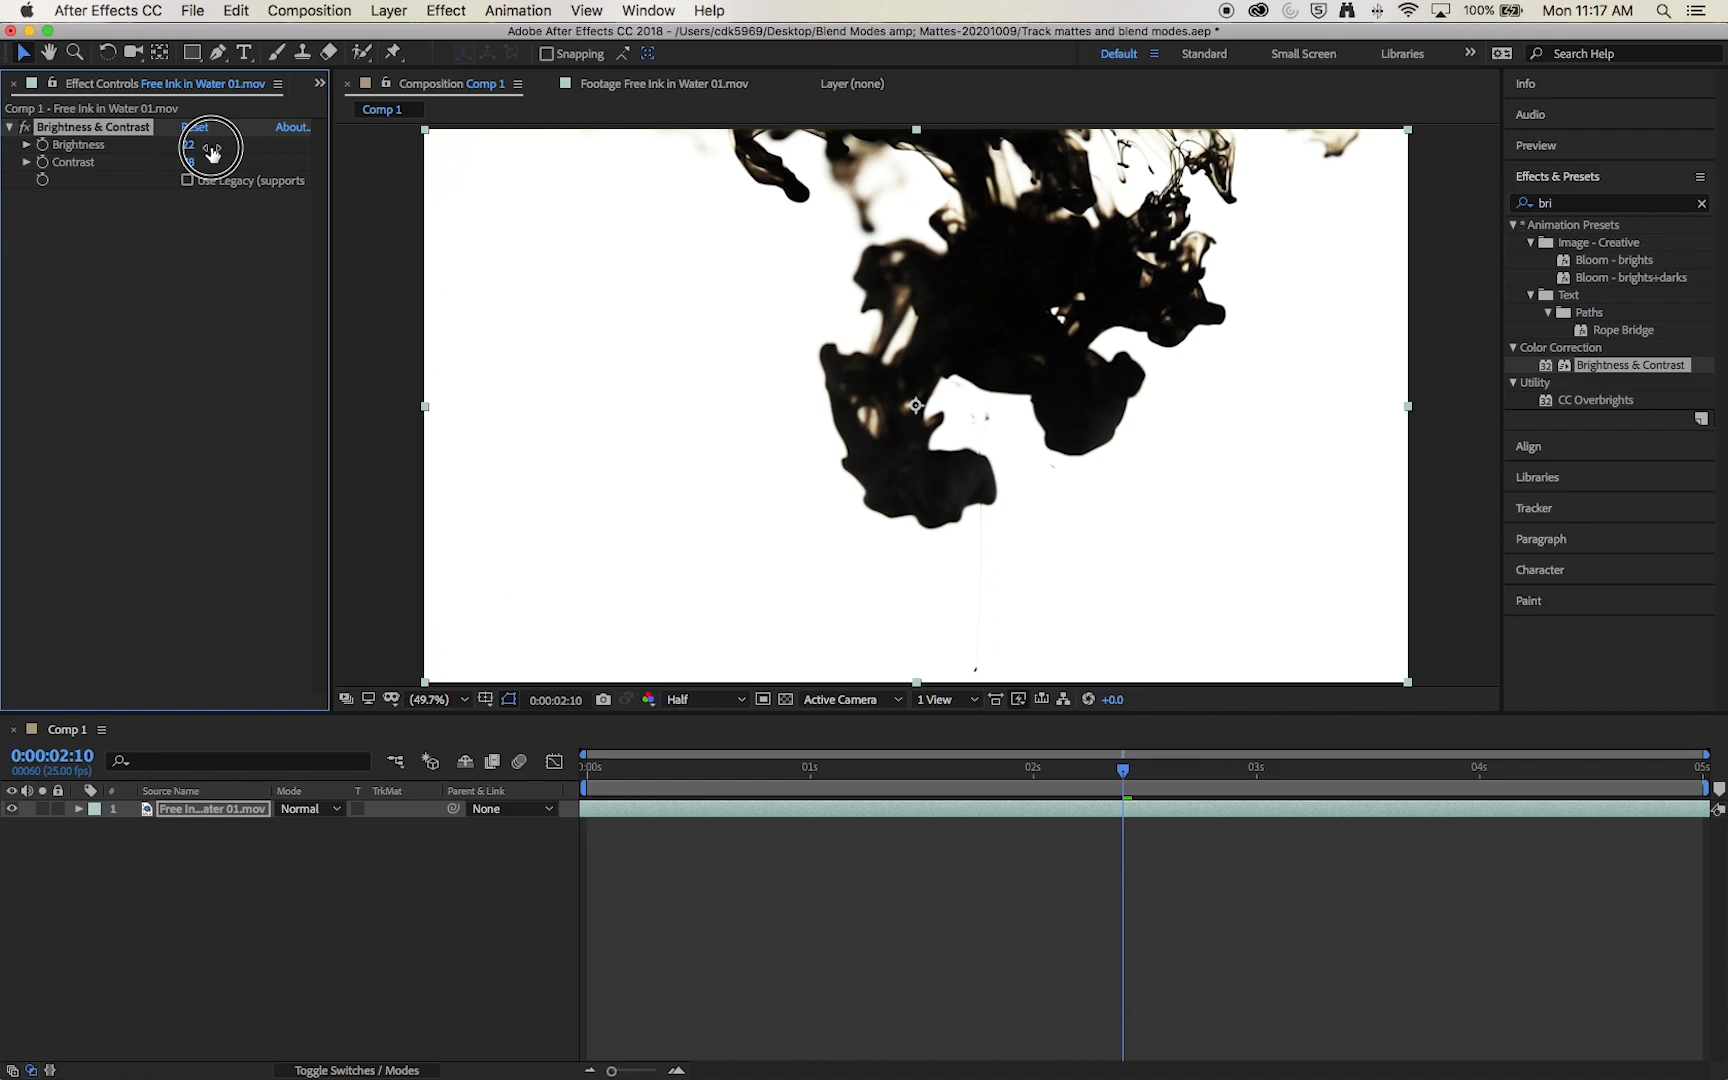 After Effects CC File Edit Composition Layer Effect Animation View Window Help 100% Mon 11:17 AM
Adobe After Effects CC 2018 - /Users/cdk5969/Desktop/Blend Modes amp; Mattes-20201009/Track mattes and blend modes.aep *
Snapping Default Standard Small Screen Libraries Search Help
Effect Controls Free Ink in Water 01.mov
Composition Comp 1
Footage Free Ink in Water 01.mov
Layer (none)
Comp 1 - Free Ink in Water 01.mov
Comp 1
fx Brightness & Contrast Reset About..
Brightness 22
Contrast
Use Legacy (supports
Info
Audio
Preview
Effects & Presets
bri
* Animation Presets
Image - Creative
Bloom - brights
Bloom - brights+darks
Text
Paths
Rope Bridge
Color Correction
32 Brightness & Contrast
Utility
32 CC Overbrights
Align
Libraries
Tracker
Paragraph
Character
Paint
(49.7%) 0:00:02:10 Half Active Camera 1 View +0.0
Comp 1
0:00:02:10
00060 (25.00 fps)
:00s 01s 02s 03s 04s 05s
# Source Name Mode T TrkMat Parent & Link
1 Free In...ater 01.mov Normal None
Toggle Switches / Modes